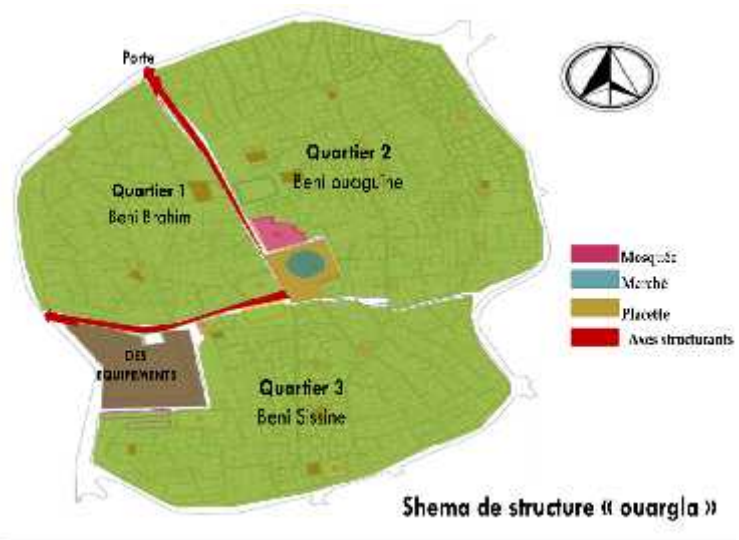 Porte
Quartier 2
Beni ouaguine
Quartier 1
Beni Brahim
Mosquée
Marché
Placette
Axes structurants
DES
EQUIPEMENTS
Quartier 3
Beni Sissine
Shema de structure « ouargla »